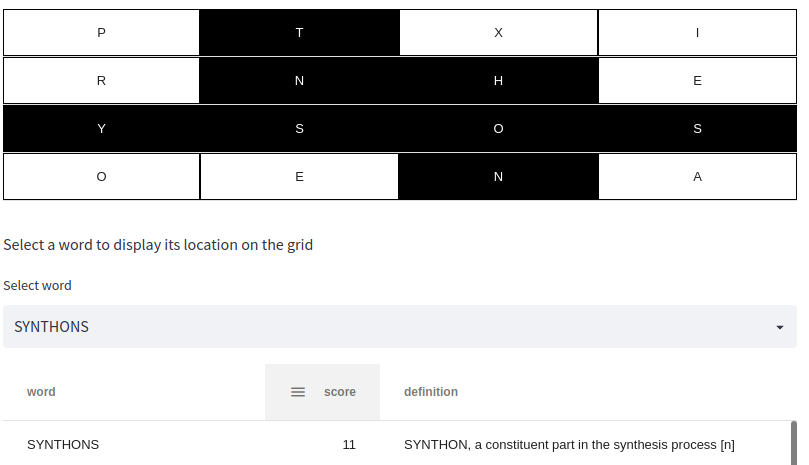 P T X I
R N H E
Y S O S
O E N A
Select a word to display its location on the grid
Select word
SYNTHONS
word score definition
SYNTHONS 11 SYNTHON, a constituent part in the synthesis process [n]